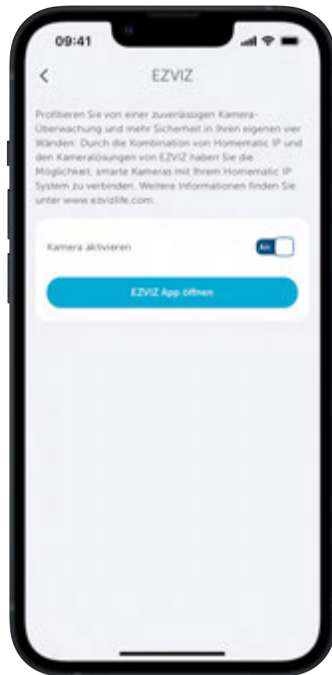 09:41
EZVIZ
Profitieren Sie von einer zuverlässigen Kamera-
Überwachung und mehr Sicherheit in Ihren eigenen vier
Wänden: Durch die Kombination von Homematic IP und
den Kameralösungen von EZVIZ haben Sie die
Möglichkeit, smarte Kameras mit Ihrem Homematic IP
System zu verbinden. Weitere Informationen finden Sie
unter www.ezvizlife.com.
Kamera aktivieren
An
EZVIZ App öffnen